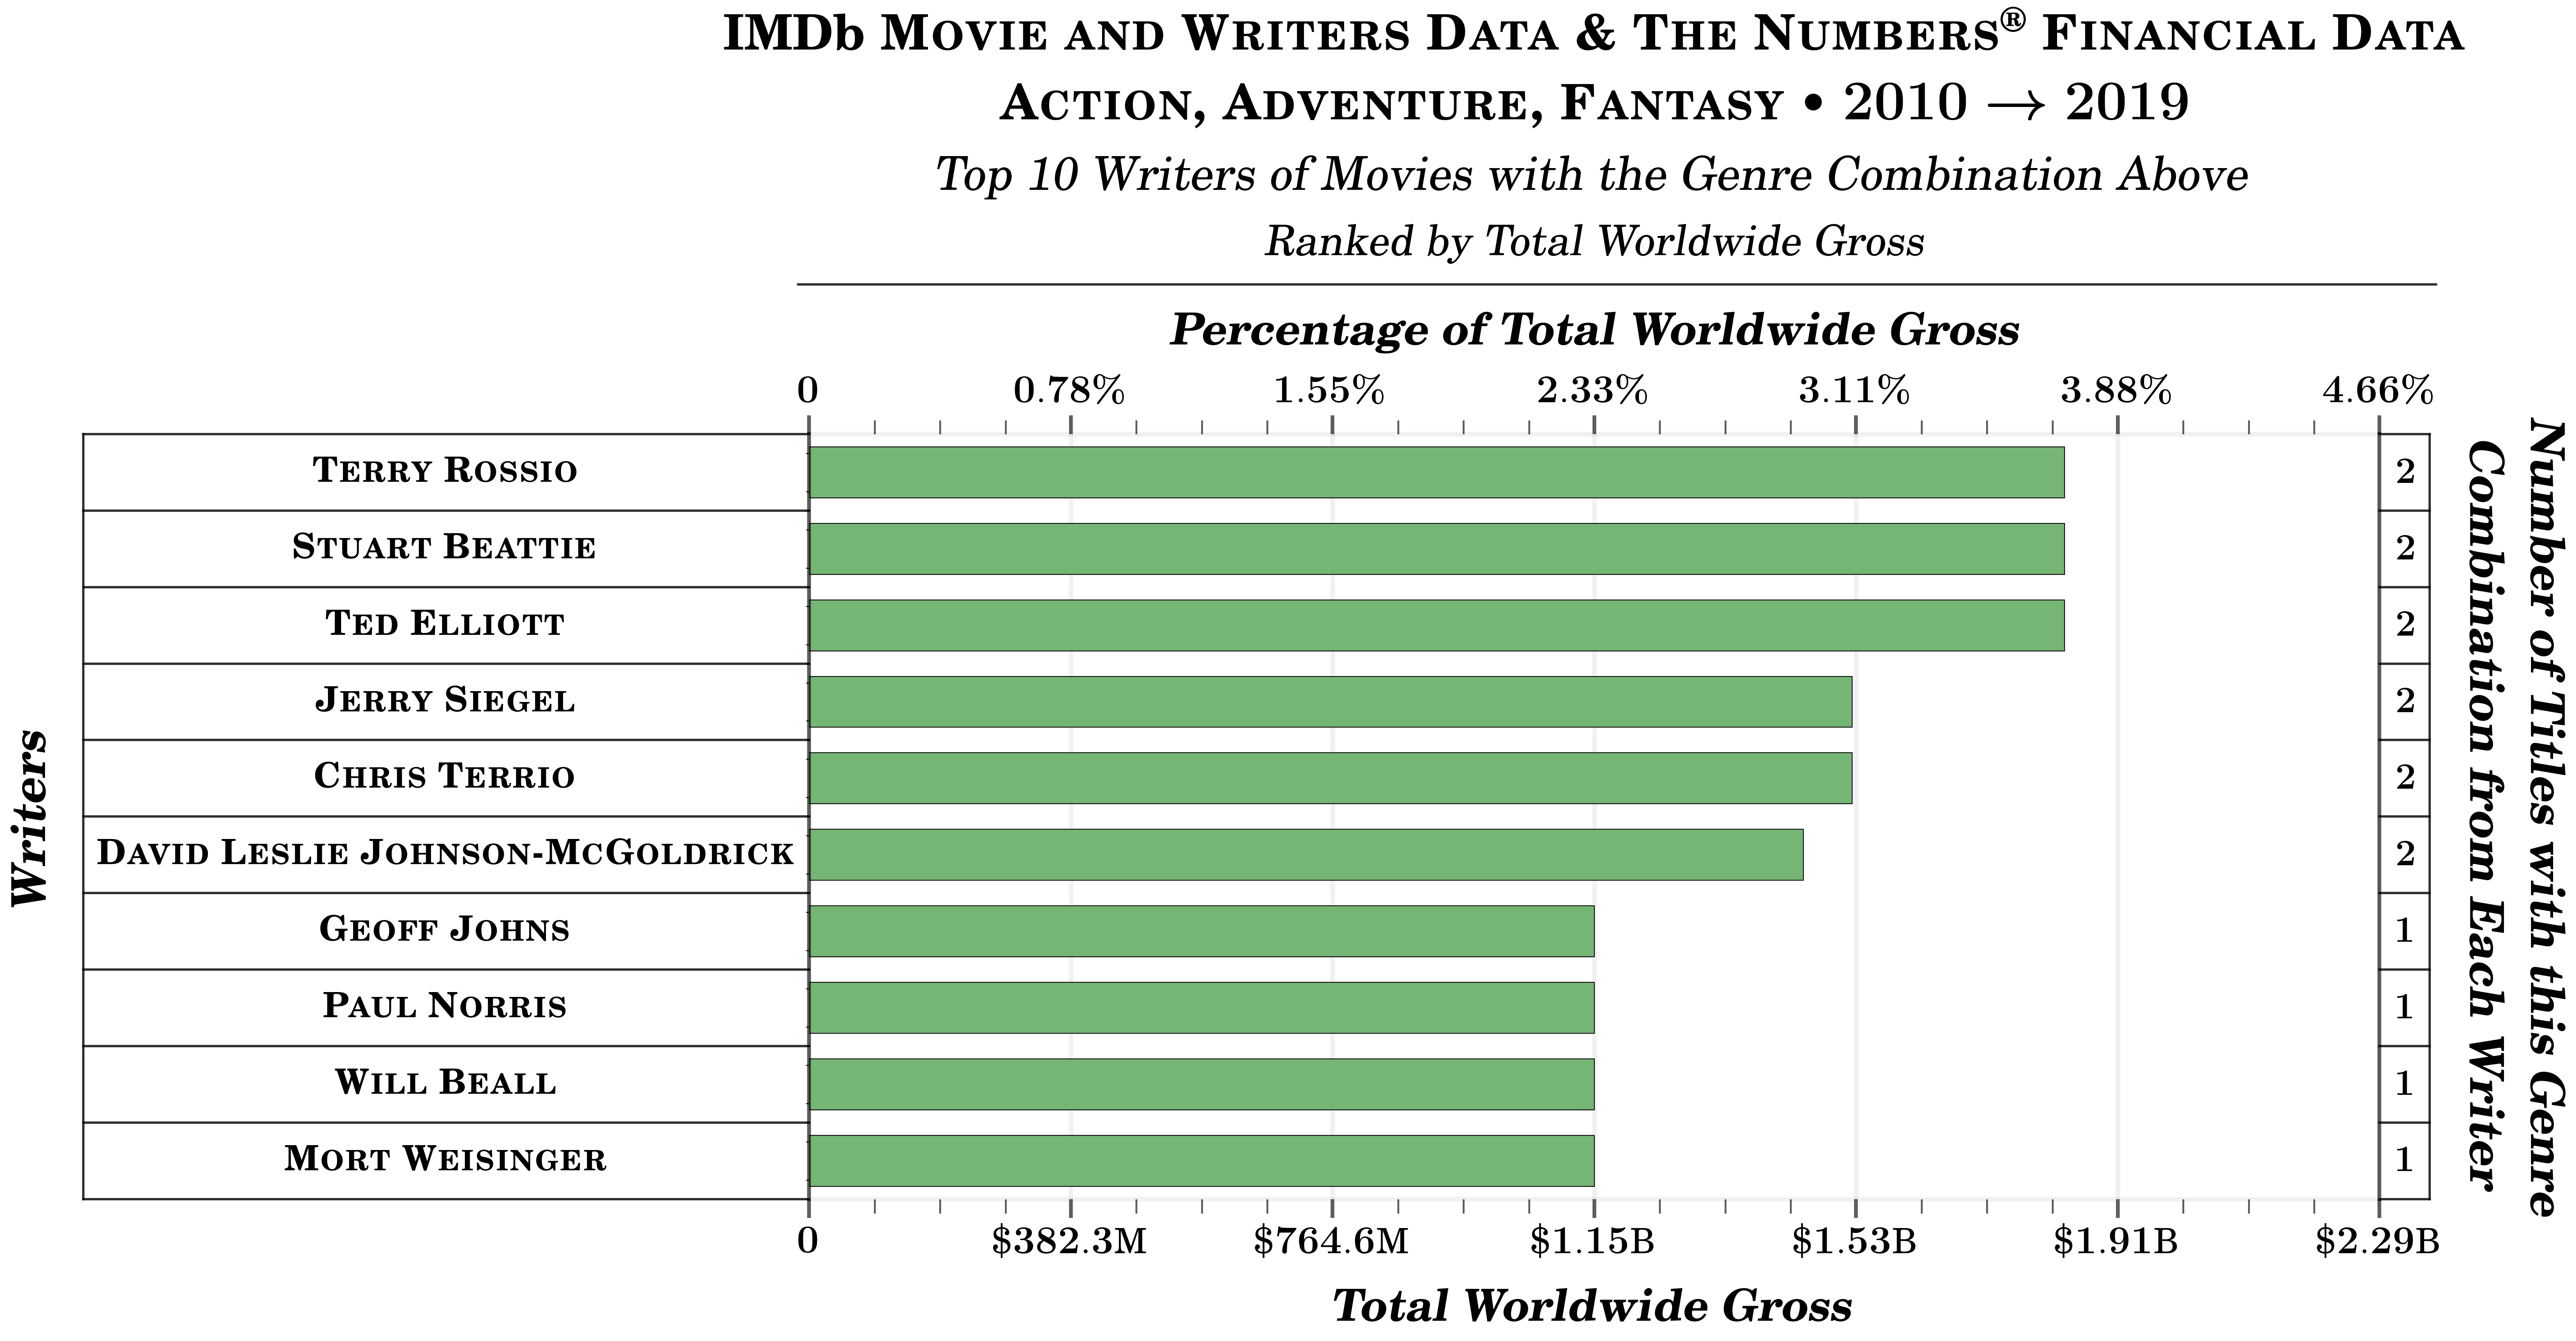 IMDb Movie and Writers Data & The Numbers® Financial Data
Action, Adventure, Fantasy • 2010 → 2019
Top 10 Writers of Movies with the Genre Combination Above
Ranked by Total Worldwide Gross
Percentage of Total Worldwide Gross
0 0.78% 1.55% 2.33% 3.11% 3.88% 4.66%
Writers
Terry Rossio 2
Stuart Beattie 2
Ted Elliott 2
Jerry Siegel 2
Chris Terrio 2
David Leslie Johnson-McGoldrick 2
Geoff Johns 1
Paul Norris 1
Will Beall 1
Mort Weisinger 1
Number of Titles with this Genre
Combination from Each Writer
0 $382.3M $764.6M $1.15B $1.53B $1.91B $2.29B
Total Worldwide Gross